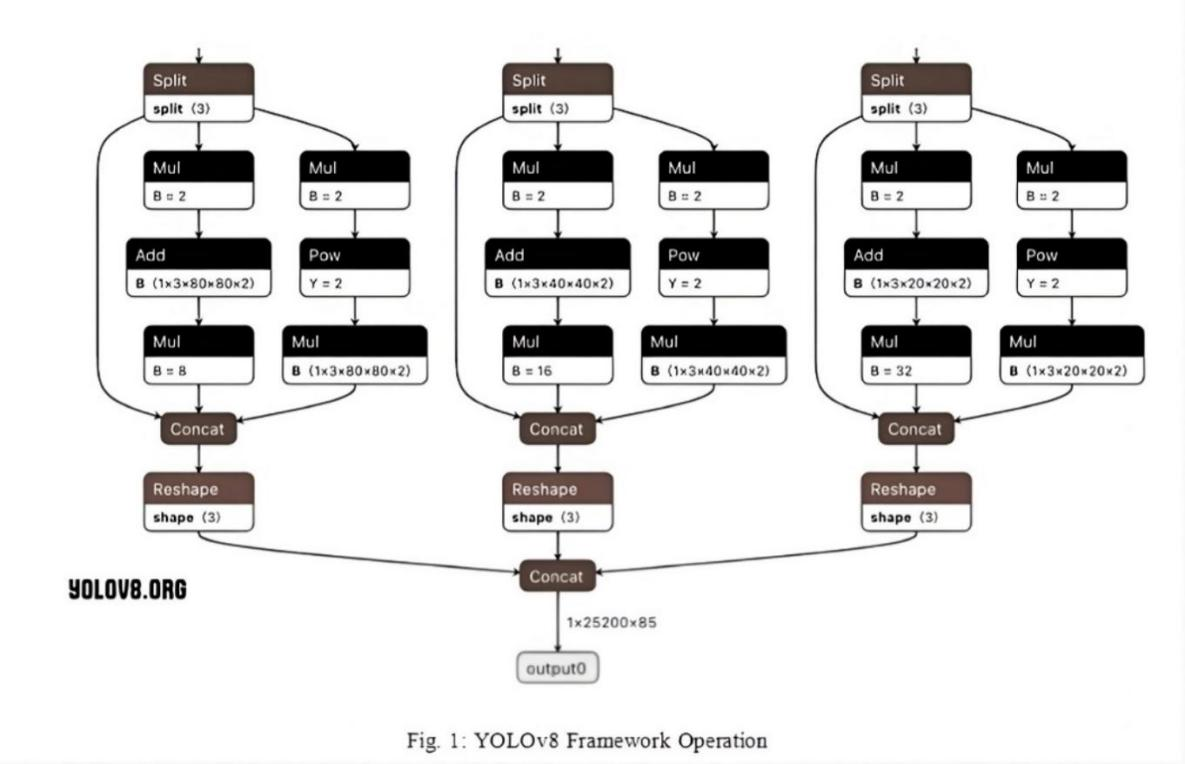 Split Split Split
split (3) split (3) split (3)
Mul Mul Mul Mul Mul Mul
B = 2 B = 2 B = 2 B = 2 B = 2 B = 2
Add Pow Add Pow Add Pow
B (1×3×80×80×2) Y = 2 B (1×3×40×40×2) Y = 2 B (1×3×20×20×2) Y = 2
Mul Mul Mul Mul Mul Mul
B = 8 B (1×3×80×80×2) B = 16 B (1×3×40×40×2) B = 32 B (1×3×20×20×2)
Concat Concat Concat
Reshape Reshape Reshape
shape (3) shape (3) shape (3)
Concat
YOLOV8.ORG
1×25200×85
output0
Fig. 1: YOLOv8 Framework Operation